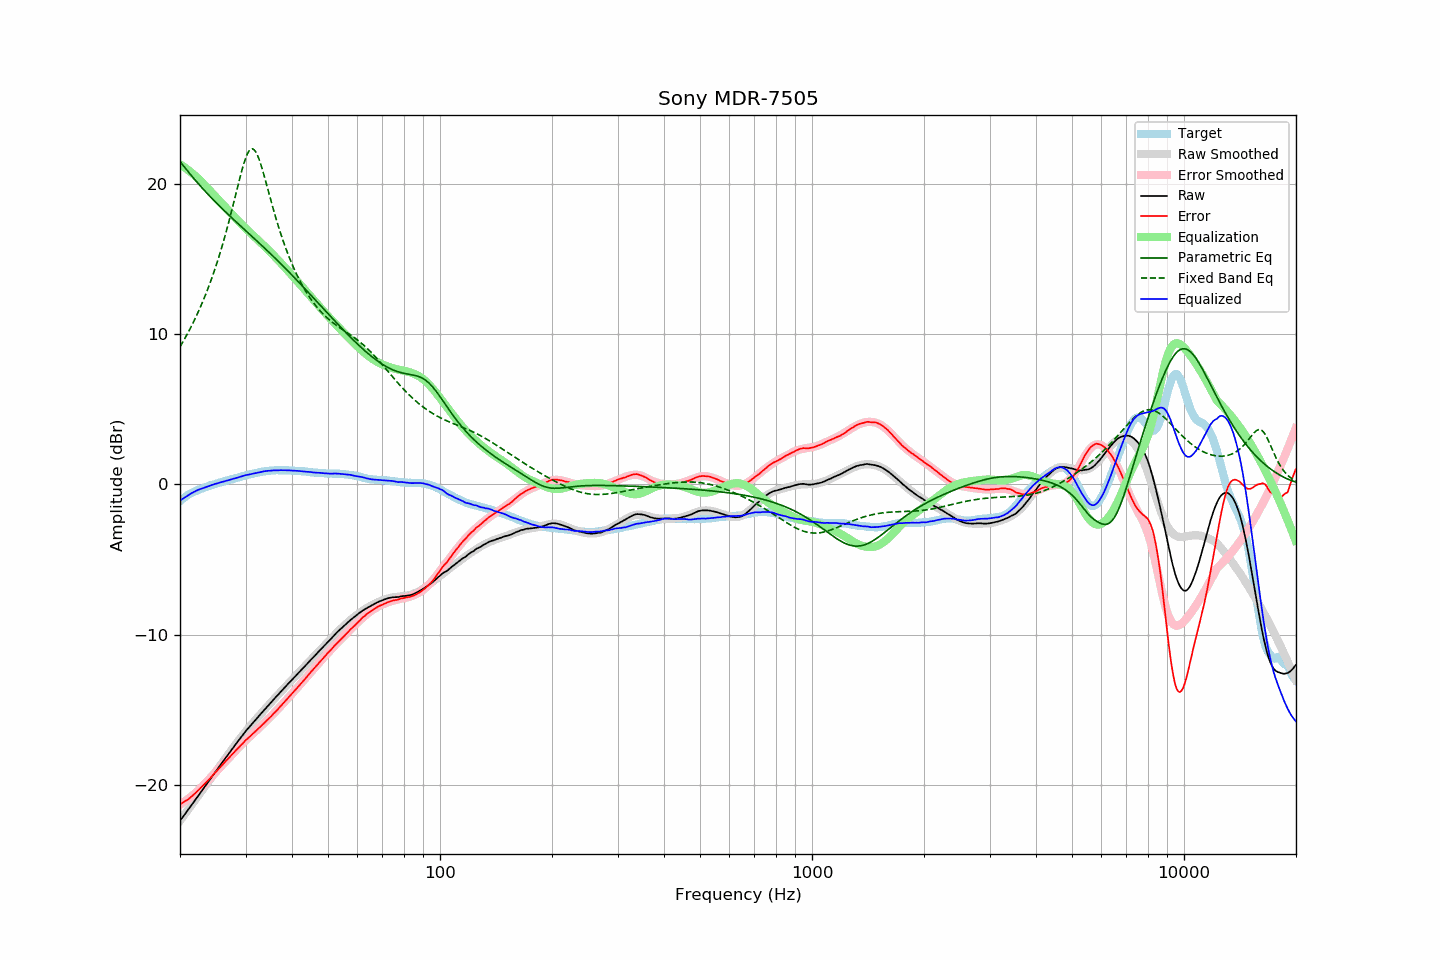 Sony MDR-7505
Target
Raw Smoothed
Error Smoothed
Raw
Error
Equalization
Parametric Eq
Fixed Band Eq
Equalized
20
10
0
−10
−20
Amplitude (dBr)
100
1000
10000
Frequency (Hz)